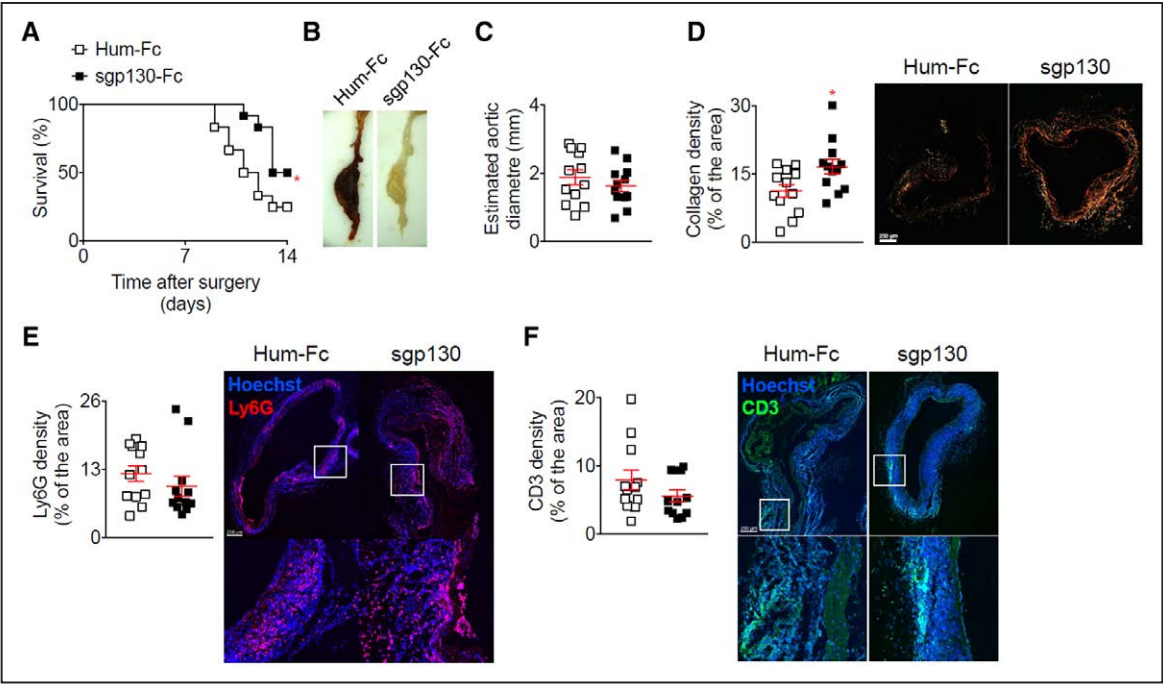 A
Hum-Fc
sgp130-Fc
Survival (%)
100
50
0
*
0
7
14
Time after surgery
(days)
B
Hum-Fc
sgp130-Fc
C
Estimated aortic
diametre (mm)
4
2
0
D
Collagen density
(% of the area)
30
15
0
*
Hum-Fc
sgp130
250 µm
E
Ly6G density
(% of the area)
26
13
0
Hum-Fc
sgp130
Hoechst
Ly6G
F
CD3 density
(% of the area)
20
10
0
Hum-Fc
sgp130
Hoechst
CD3